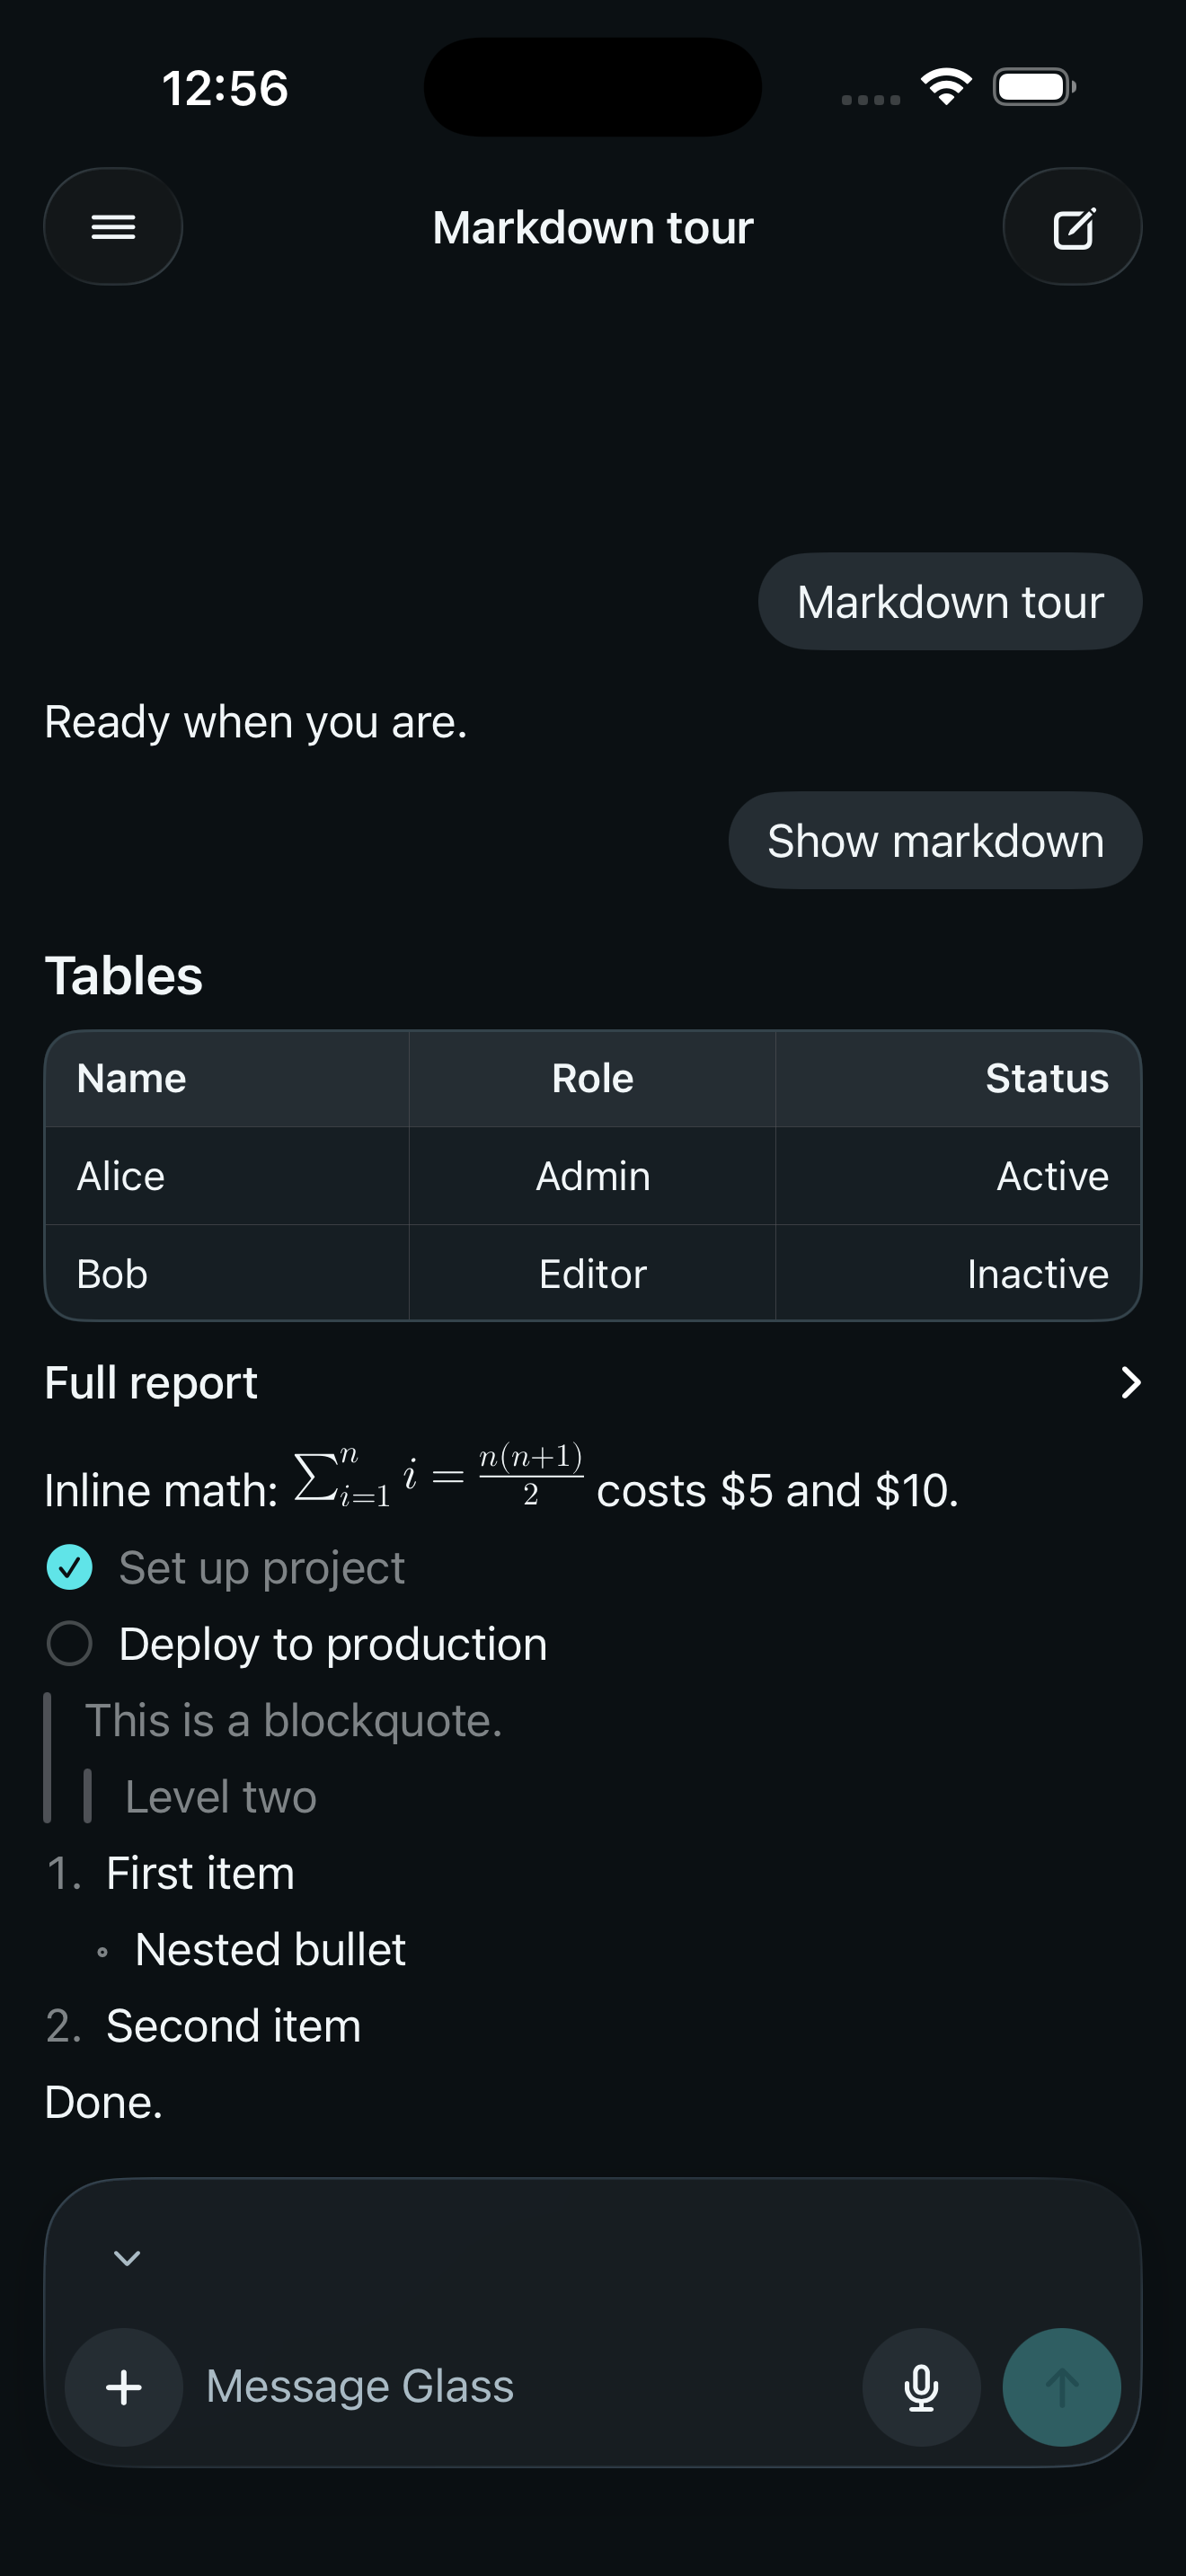 12:56
Markdown tour
Markdown tour
Ready when you are.
Show markdown
Tables
Name Role Status
Alice Admin Active
Bob Editor Inactive
Full report
Inline math: ∑ⁿᵢ₌₁ i = n(n+1)/2 costs $5 and $10.
Set up project
Deploy to production
This is a blockquote.
Level two
1. First item
◦ Nested bullet
2. Second item
Done.
Message Glass